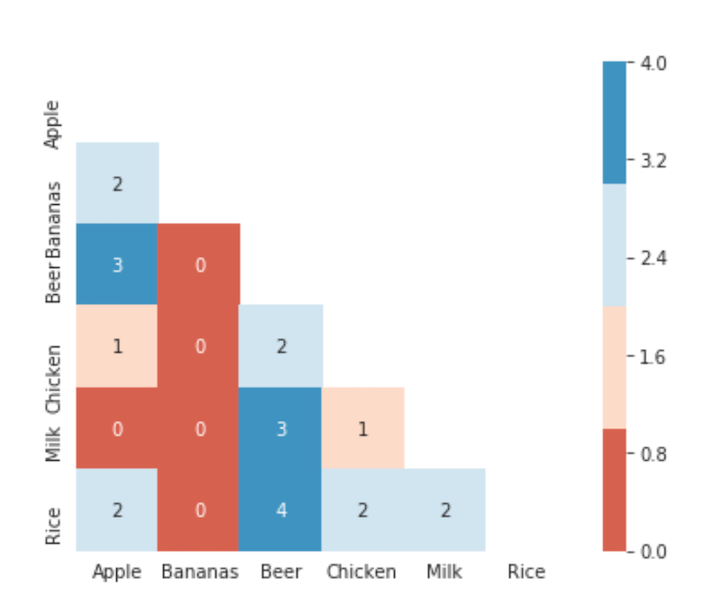 4.0
Apple
3.2
2
Bananas
2.4
3 0
Beer
1 0 2
1.6
Chicken
0 0 3 1
Milk
0.8
2 0 4 2 2
Rice
0.0
Apple Bananas Beer Chicken Milk Rice